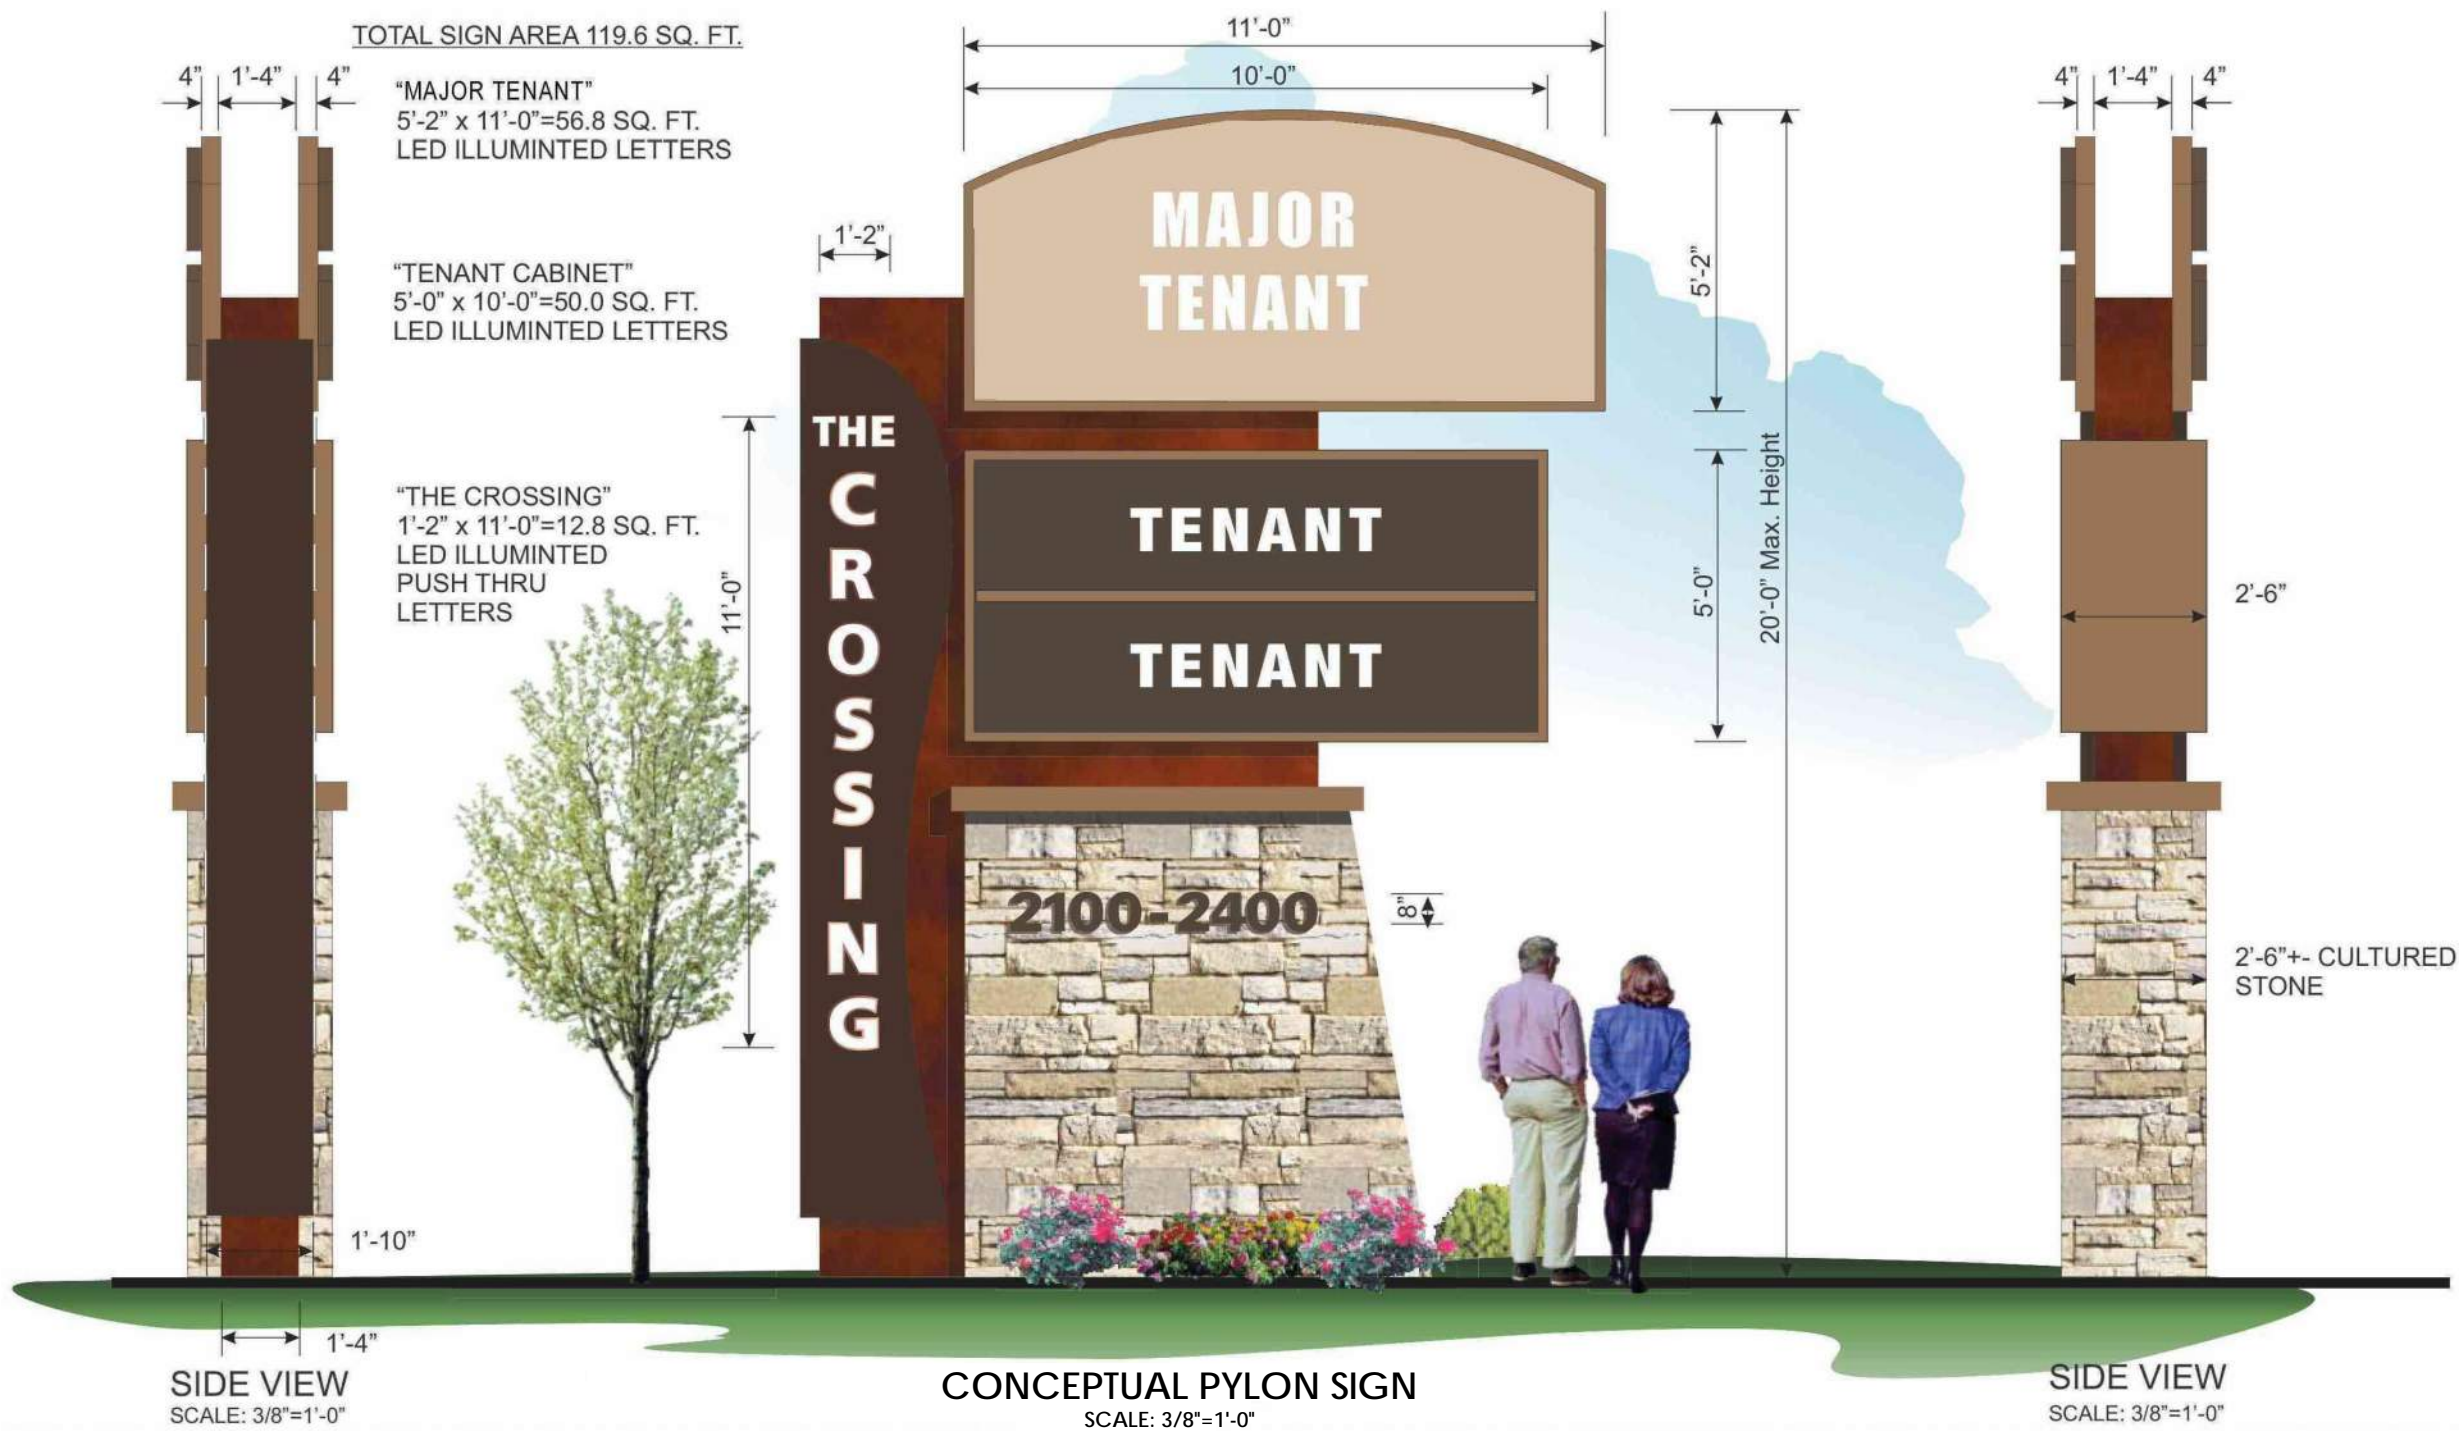 TOTAL SIGN AREA 119.6 SQ. FT.
4” 1’-4” 4”
“MAJOR TENANT”
5’-2” x 11’-0”=56.8 SQ. FT.
LED ILLUMINTED LETTERS
“TENANT CABINET”
5’-0” x 10’-0”=50.0 SQ. FT.
LED ILLUMINTED LETTERS
“THE CROSSING”
1’-2” x 11’-0”=12.8 SQ. FT.
LED ILLUMINTED
PUSH THRU
LETTERS
1’-10”
1’-4”
SIDE VIEW
SCALE: 3/8”=1’-0”
11’-0”
10’-0”
1’-2”
11’-0”
MAJOR
TENANT
THE
CROSSING
TENANT
TENANT
2100-2400
8”
5’-2”
5’-0”
20’-0” Max. Height
CONCEPTUAL PYLON SIGN
SCALE: 3/8"=1'-0"
4” 1’-4” 4”
2’-6”
2’-6”+- CULTURED
STONE
SIDE VIEW
SCALE: 3/8”=1’-0”